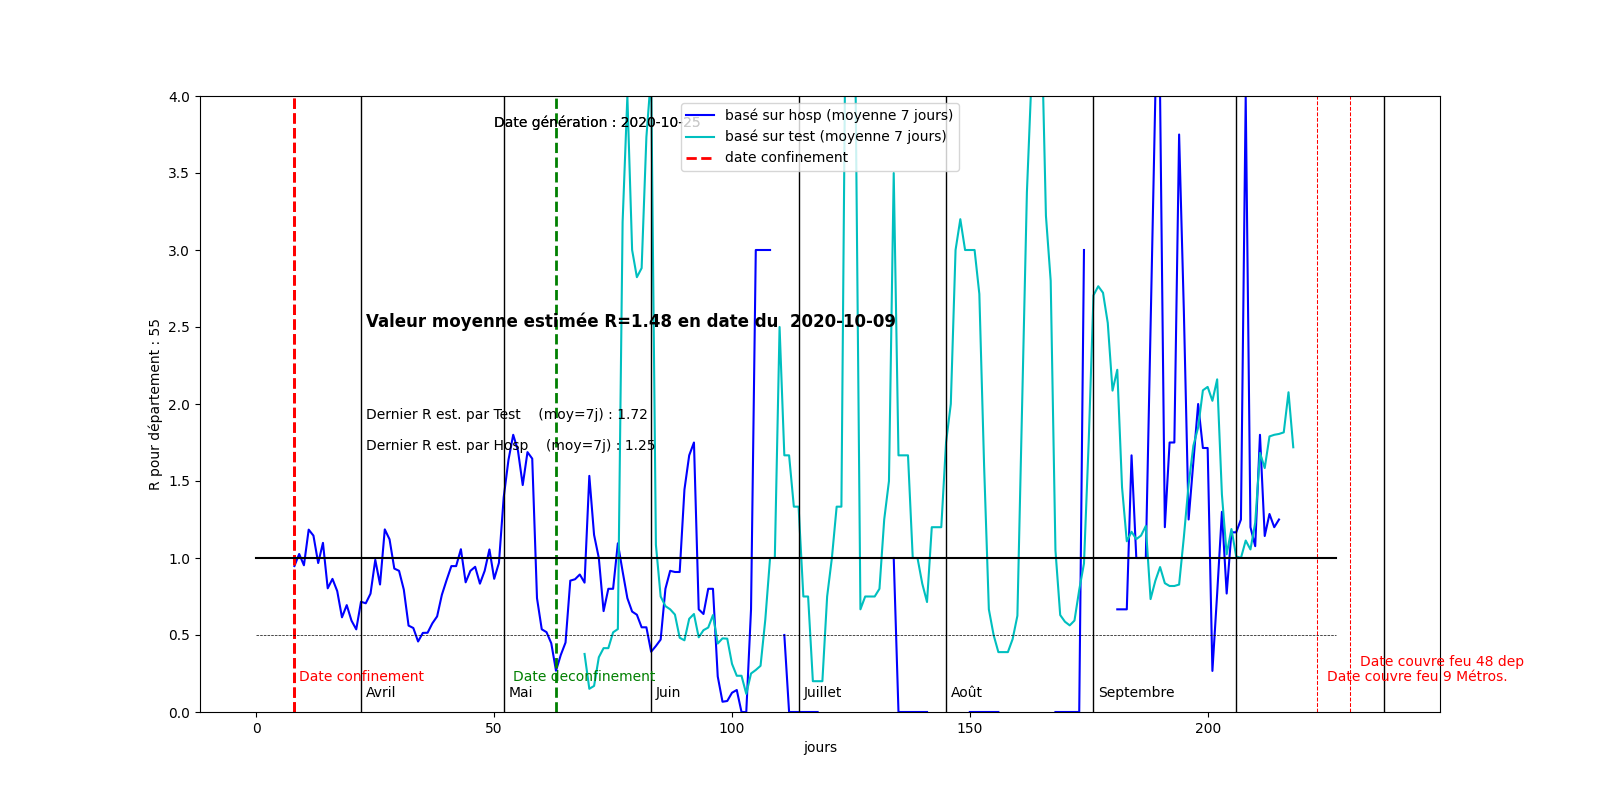 4.0
3.5
3.0
2.5
2.0
1.5
1.0
0.5
0.0
R pour département : 55
Date génération : 2020-10-25
basé sur hosp (moyenne 7 jours)
basé sur test (moyenne 7 jours)
date confinement
Valeur moyenne estimée R=1.48 en date du  2020-10-09
Dernier R est. par Test    (moy=7j) : 1.72
Dernier R est. par Hosp    (moy=7j) : 1.25
Date couvre feu 48 dep
Date confinement
Date deconfinement
Date couvre feu 9 Métros.
Avril
Mai
Juin
Juillet
Août
Septembre
0
50
100
150
200
jours